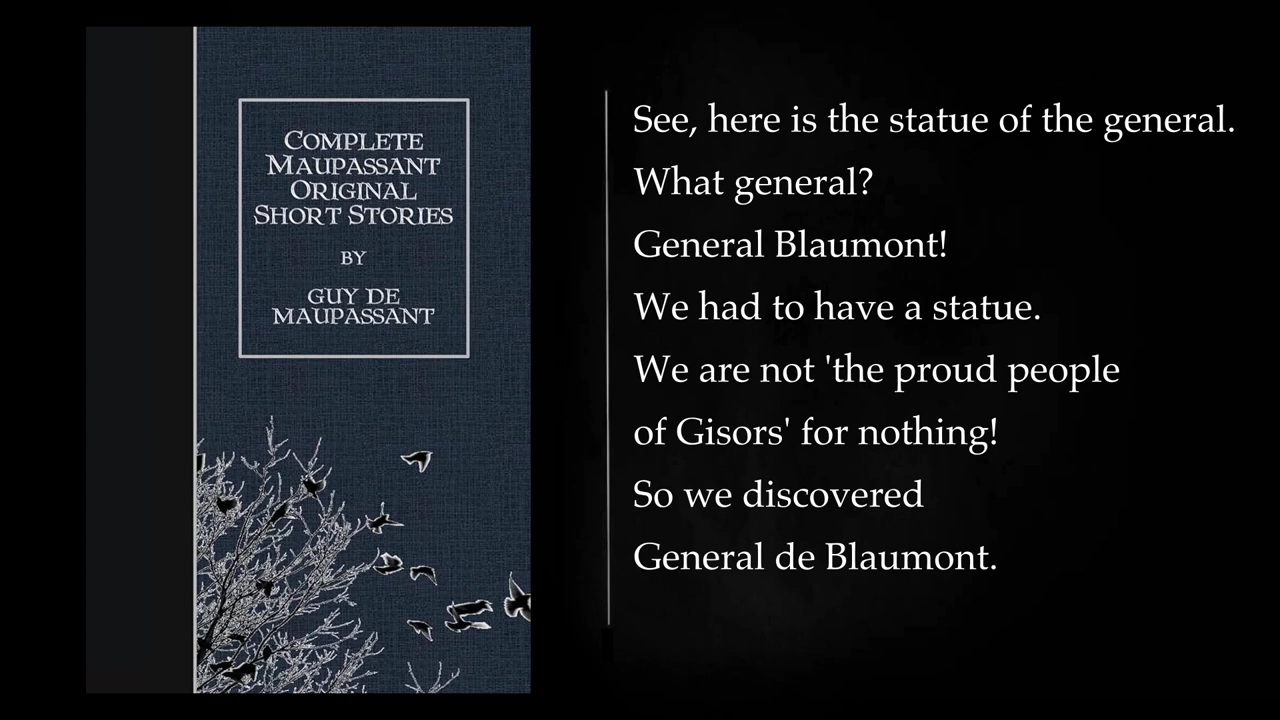 COMPLETE
MAUPASSANT
ORIGINAL
SHORT STORIES
BY
GUY DE
MAUPASSANT
See, here is the statue of the general.
What general?
General Blaumont!
We had to have a statue.
We are not 'the proud people
of Gisors' for nothing!
So we discovered
General de Blaumont.